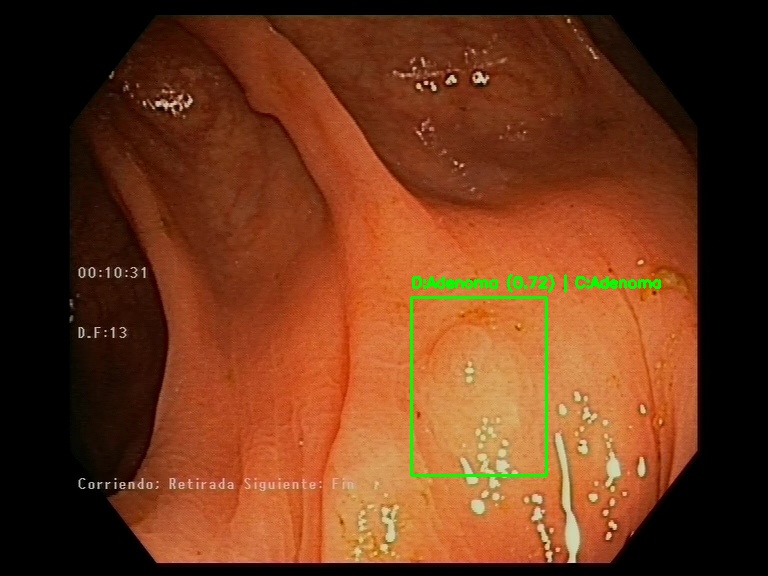 D:Adenoma (0.72) | C:Adenoma
00:10:31
D.F:13
Corriendo; Retirada Siguiente: Fin